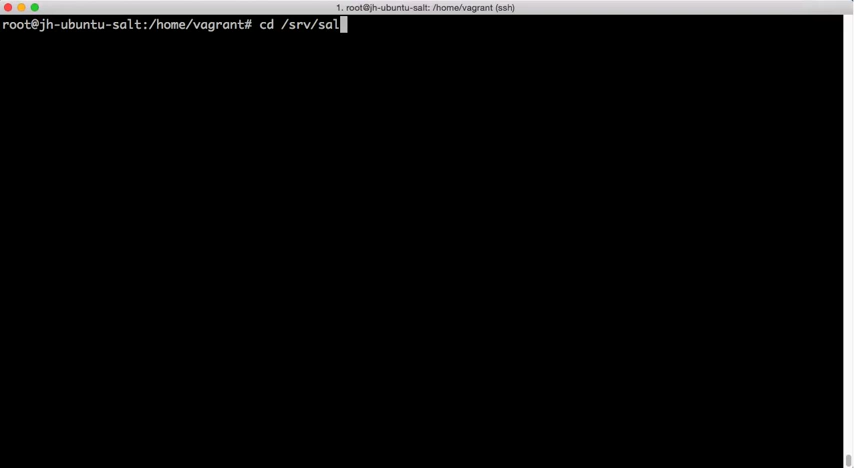 1. root@jh-ubuntu-salt: /home/vagrant (ssh)
root@jh-ubuntu-salt:/home/vagrant# cd /srv/sal